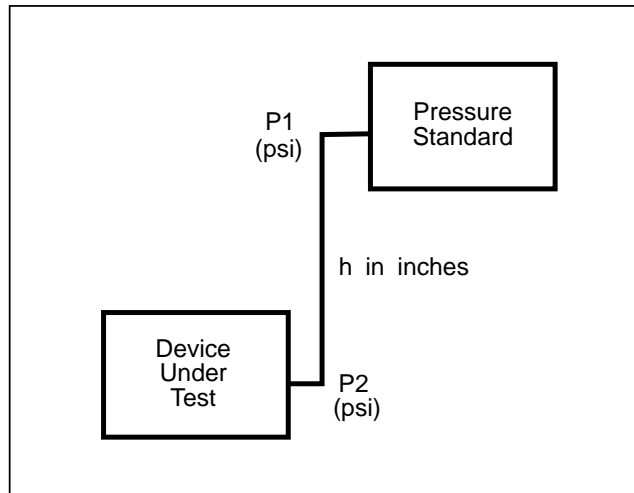 Pressure
Standard
P1
(psi)
h in inches
Device
Under
Test
P2
(psi)